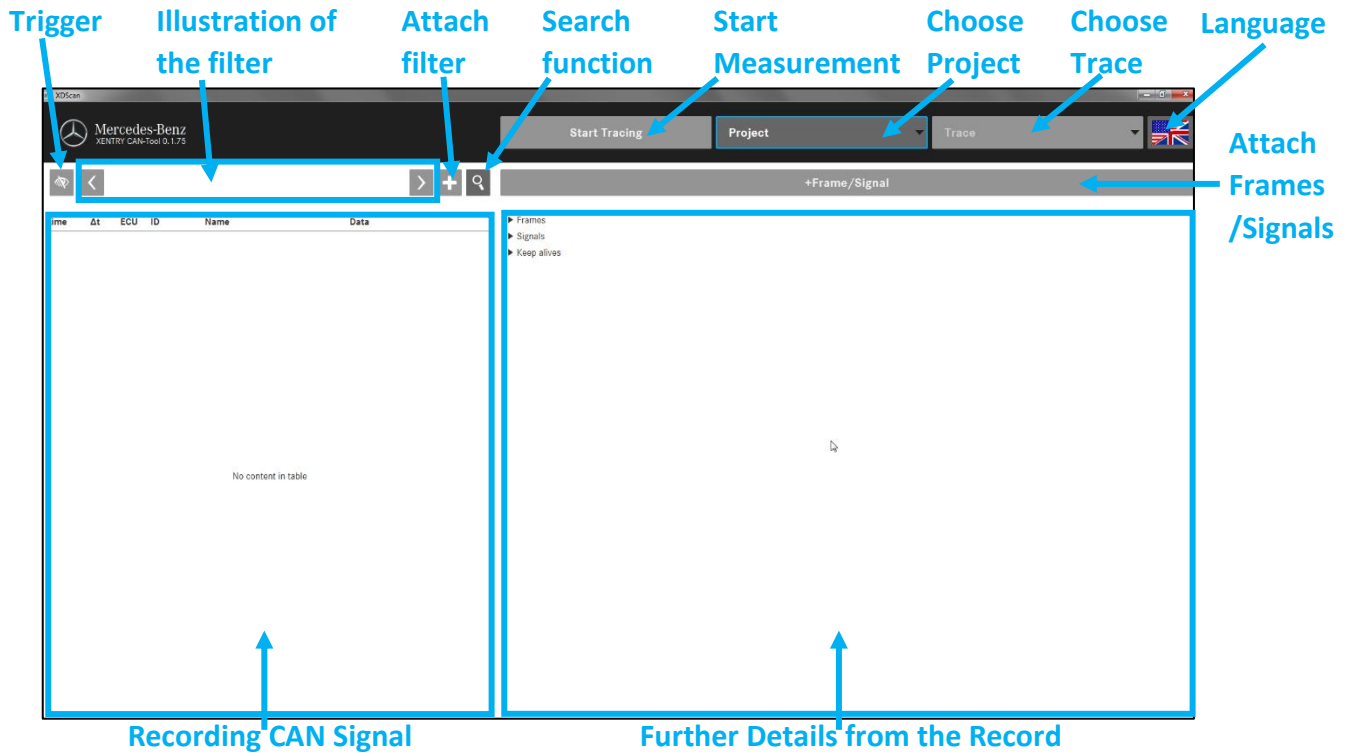 Trigger
Illustration of
the filter
Attach
filter
Search
function
Start
Measurement
Choose
Project
Choose
Trace
Language
XDScan
Mercedes-Benz
XENTRY CAN-Tool 0.1.75
Start Tracing
Project
Trace
Attach
Frames
/Signals
+Frame/Signal
ime Δt ECU ID Name Data
Frames
Signals
Keep alives
No content in table
Recording CAN Signal
Further Details from the Record